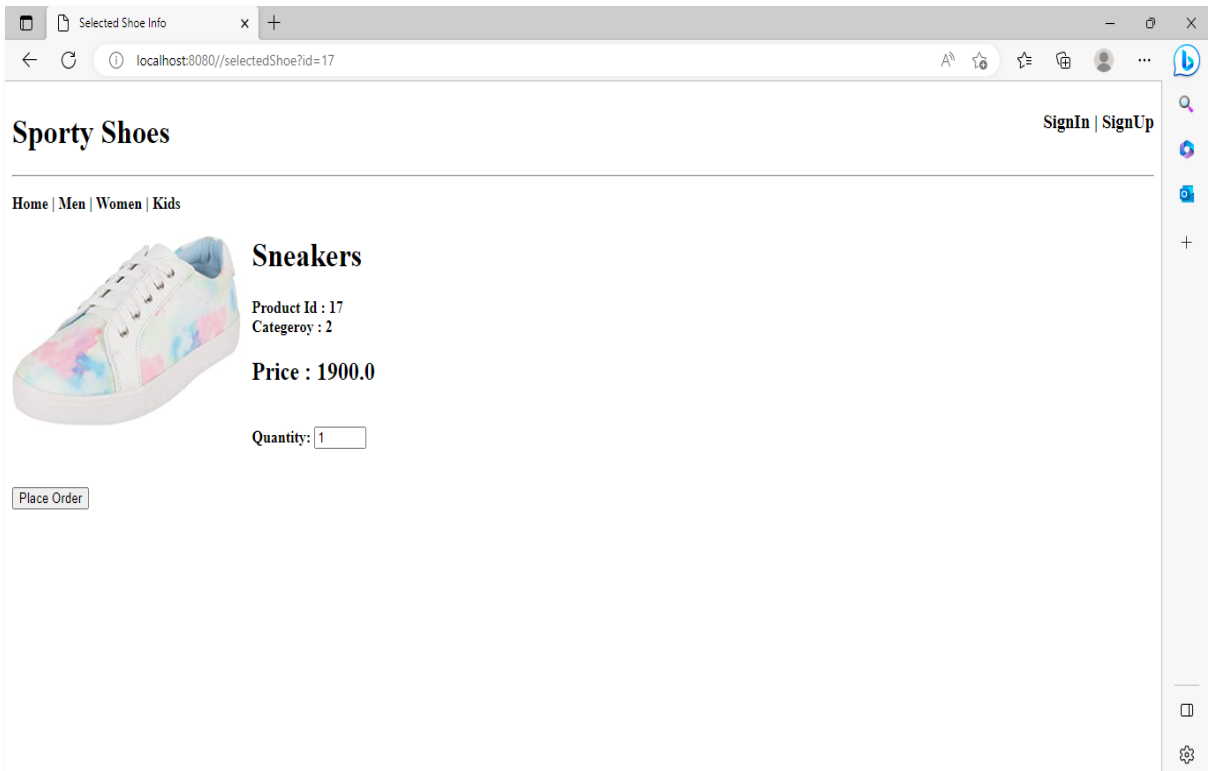 Selected Shoe Info
localhost:8080//selectedShoe?id=17
Sporty Shoes
SignIn | SignUp
Home | Men | Women | Kids
Sneakers
Product Id : 17
Categeroy : 2
Price : 1900.0
Quantity: 1
Place Order